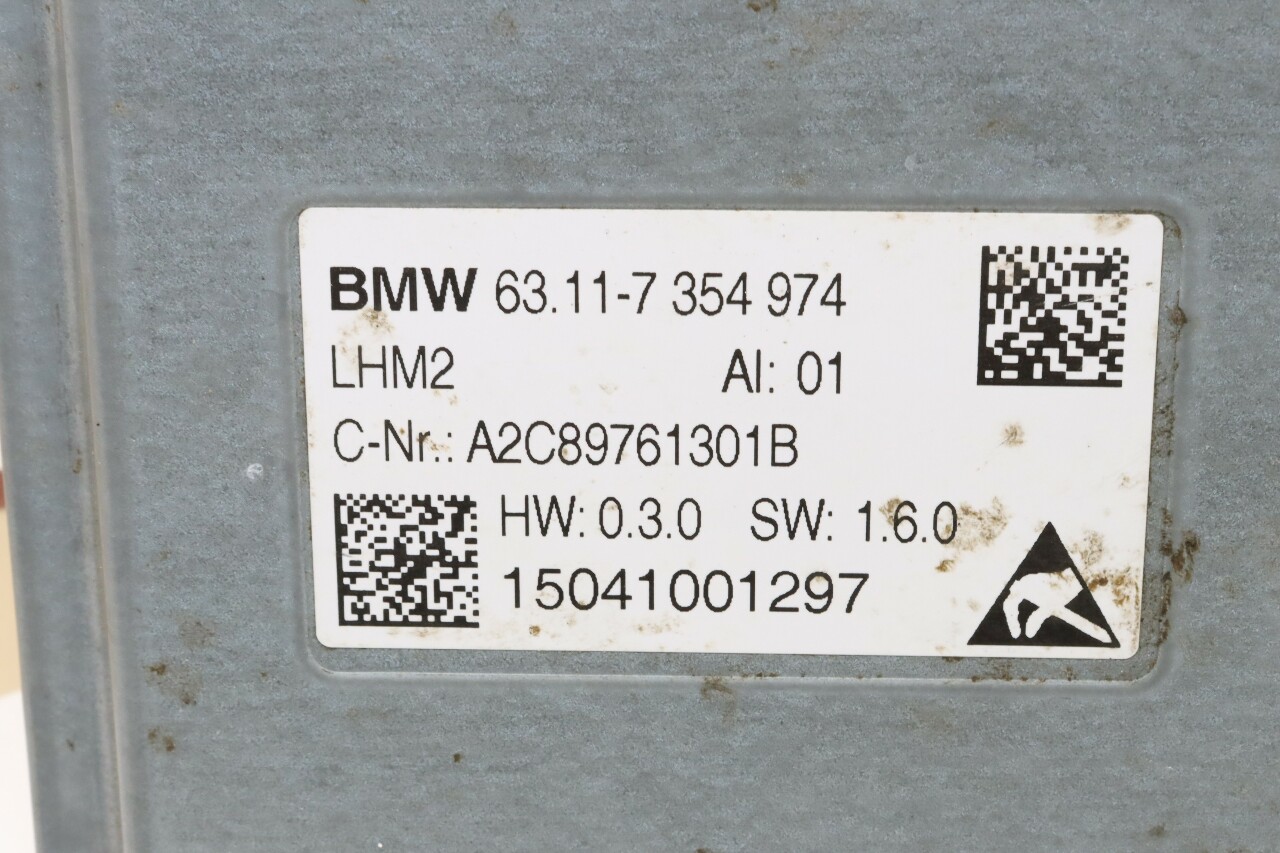 BMW 63.11-7 354 974
LHM2 AI: 01
C-Nr.: A2C89761301B
HW: 0.3.0 SW: 1.6.0
15041001297